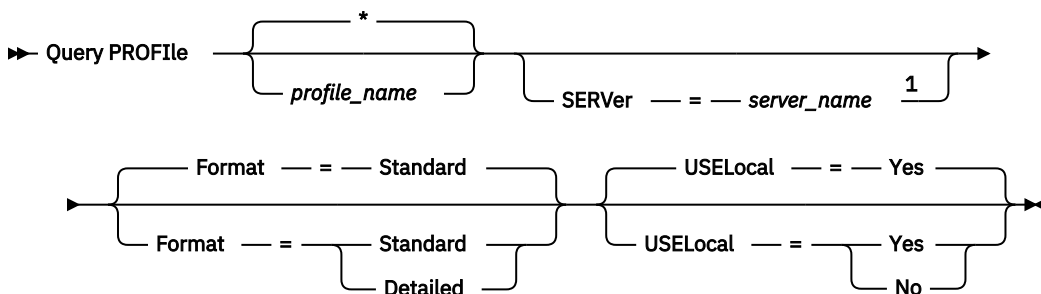 *
Query PROFIle
profile_name
SERVer = server_name 1
Format = Standard
USELocal = Yes
Format = Standard
USELocal = Yes
Detailed
No